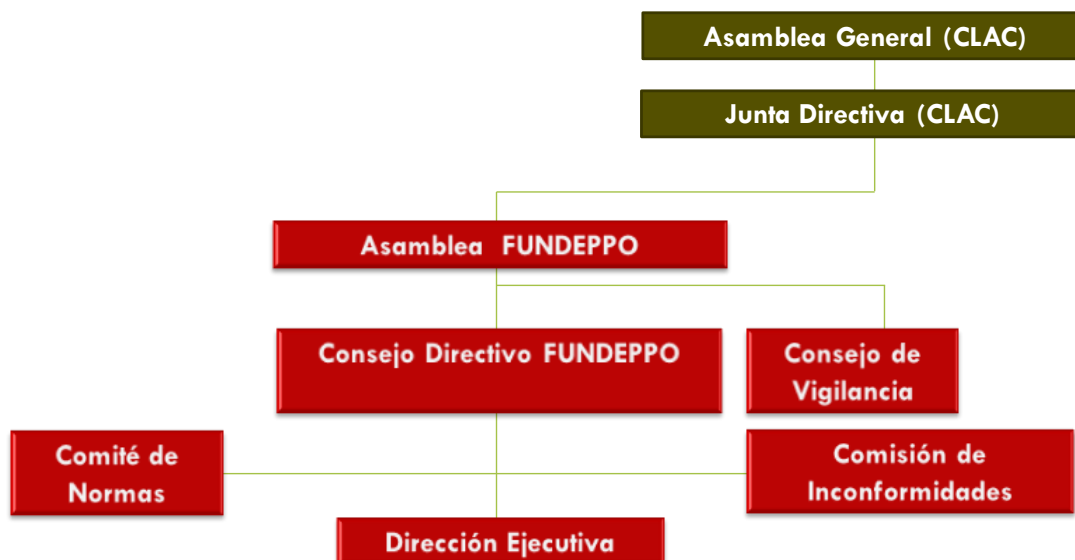 Asamblea General (CLAC)
Junta Directiva (CLAC)
Asamblea FUNDEPPO
Consejo Directivo FUNDEPPO
Consejo de
Vigilancia
Comité de
Normas
Comisión de
Inconformidades
Dirección Ejecutiva